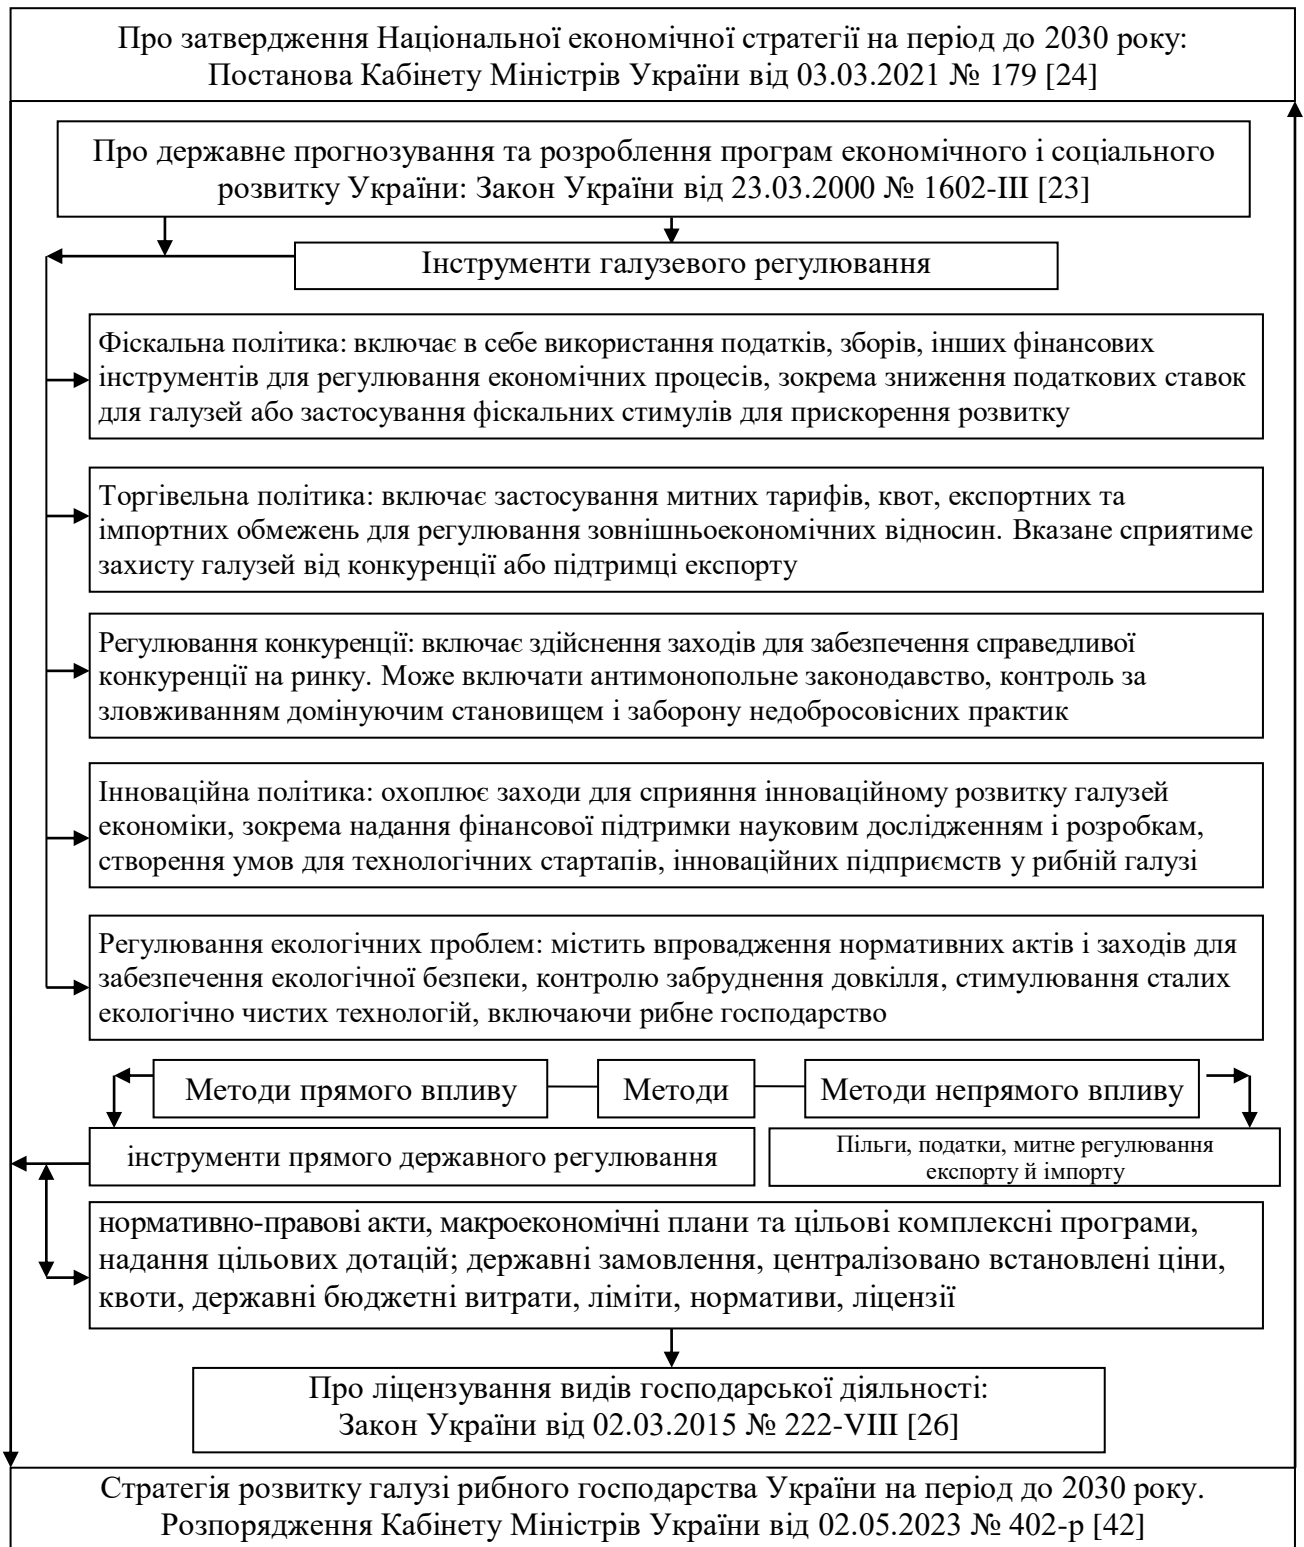 Про затвердження Національної економічної стратегії на період до 2030 року:
Постанова Кабінету Міністрів України від 03.03.2021 № 179 [24]
Про державне прогнозування та розроблення програм економічного і соціального
розвитку України: Закон України від 23.03.2000 № 1602-III [23]
Інструменти галузевого регулювання
Фіскальна політика: включає в себе використання податків, зборів, інших фінансових
інструментів для регулювання економічних процесів, зокрема зниження податкових ставок
для галузей або застосування фіскальних стимулів для прискорення розвитку
Торгівельна політика: включає застосування митних тарифів, квот, експортних та
імпортних обмежень для регулювання зовнішньоекономічних відносин. Вказане сприятиме
захисту галузей від конкуренції або підтримці експорту
Регулювання конкуренції: включає здійснення заходів для забезпечення справедливої
конкуренції на ринку. Може включати антимонопольне законодавство, контроль за
зловживанням домінуючим становищем і заборону недобросовісних практик
Інноваційна політика: охоплює заходи для сприяння інноваційному розвитку галузей
економіки, зокрема надання фінансової підтримки науковим дослідженням і розробкам,
створення умов для технологічних стартапів, інноваційних підприємств у рибній галузі
Регулювання екологічних проблем: містить впровадження нормативних актів і заходів для
забезпечення екологічної безпеки, контролю забруднення довкілля, стимулювання сталих
екологічно чистих технологій, включаючи рибне господарство
Методи прямого впливу
Методи
Методи непрямого впливу
інструменти прямого державного регулювання
Пільги, податки, митне регулювання
експорту й імпорту
нормативно-правові акти, макроекономічні плани та цільові комплексні програми,
надання цільових дотацій; державні замовлення, централізовано встановлені ціни,
квоти, державні бюджетні витрати, ліміти, нормативи, ліцензії
Про ліцензування видів господарської діяльності:
Закон України від 02.03.2015 № 222-VIII [26]
Стратегія розвитку галузі рибного господарства України на період до 2030 року.
Розпорядження Кабінету Міністрів України від 02.05.2023 № 402-р [42]